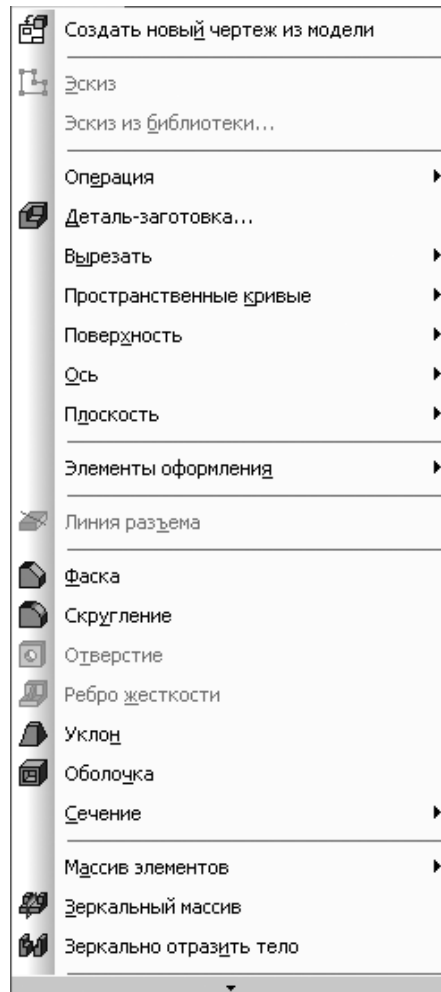 Создать новый чертеж из модели
Эскиз
Эскиз из библиотеки...
Операция
Деталь-заготовка...
Вырезать
Пространственные кривые
Поверхность
Ось
Плоскость
Элементы оформления
Линия разъема
Фаска
Скругление
Отверстие
Ребро жесткости
Уклон
Оболочка
Сечение
Массив элементов
Зеркальный массив
Зеркально отразить тело